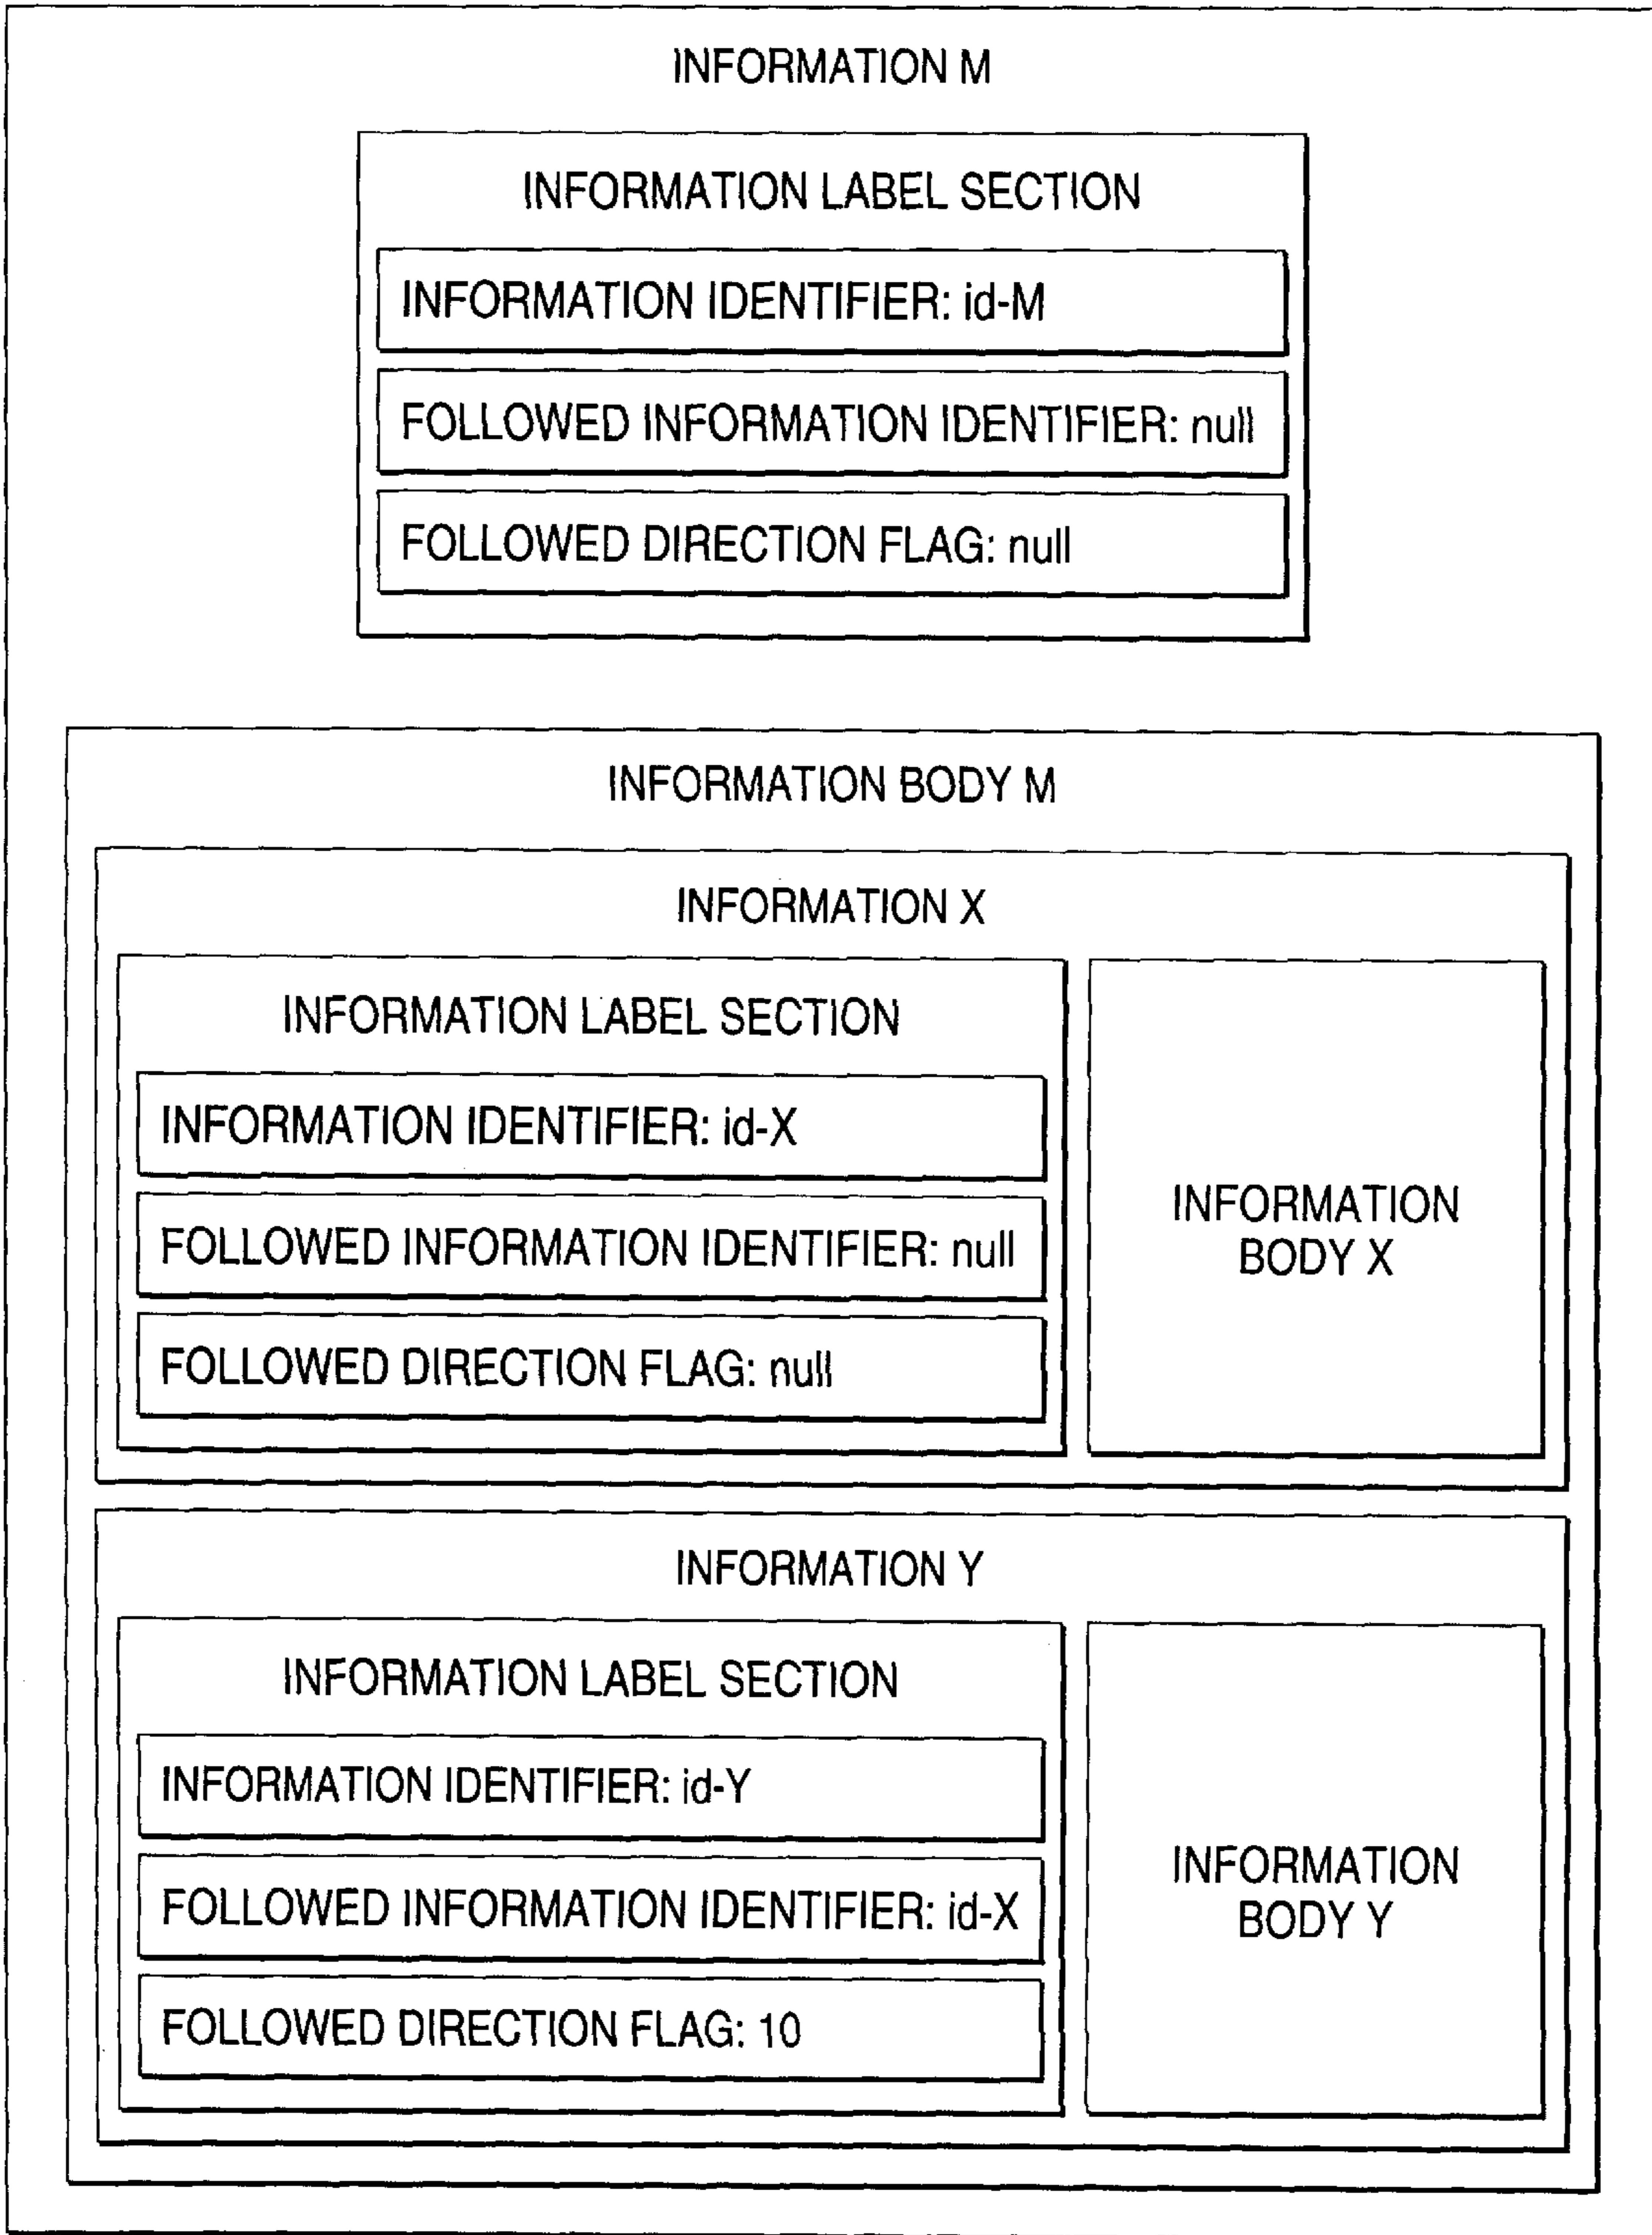 INFORMATION M
INFORMATION LABEL SECTION
INFORMATION IDENTIFIER: id-M
FOLLOWED INFORMATION IDENTIFIER: null
FOLLOWED DIRECTION FLAG: null
INFORMATION BODY M
INFORMATION X
INFORMATION LABEL SECTION
INFORMATION IDENTIFIER: id-X
FOLLOWED INFORMATION IDENTIFIER: null
FOLLOWED DIRECTION FLAG: null
INFORMATION
BODY X
INFORMATION Y
INFORMATION LABEL SECTION
INFORMATION IDENTIFIER: id-Y
FOLLOWED INFORMATION IDENTIFIER: id-X
FOLLOWED DIRECTION FLAG: 10
INFORMATION
BODY Y